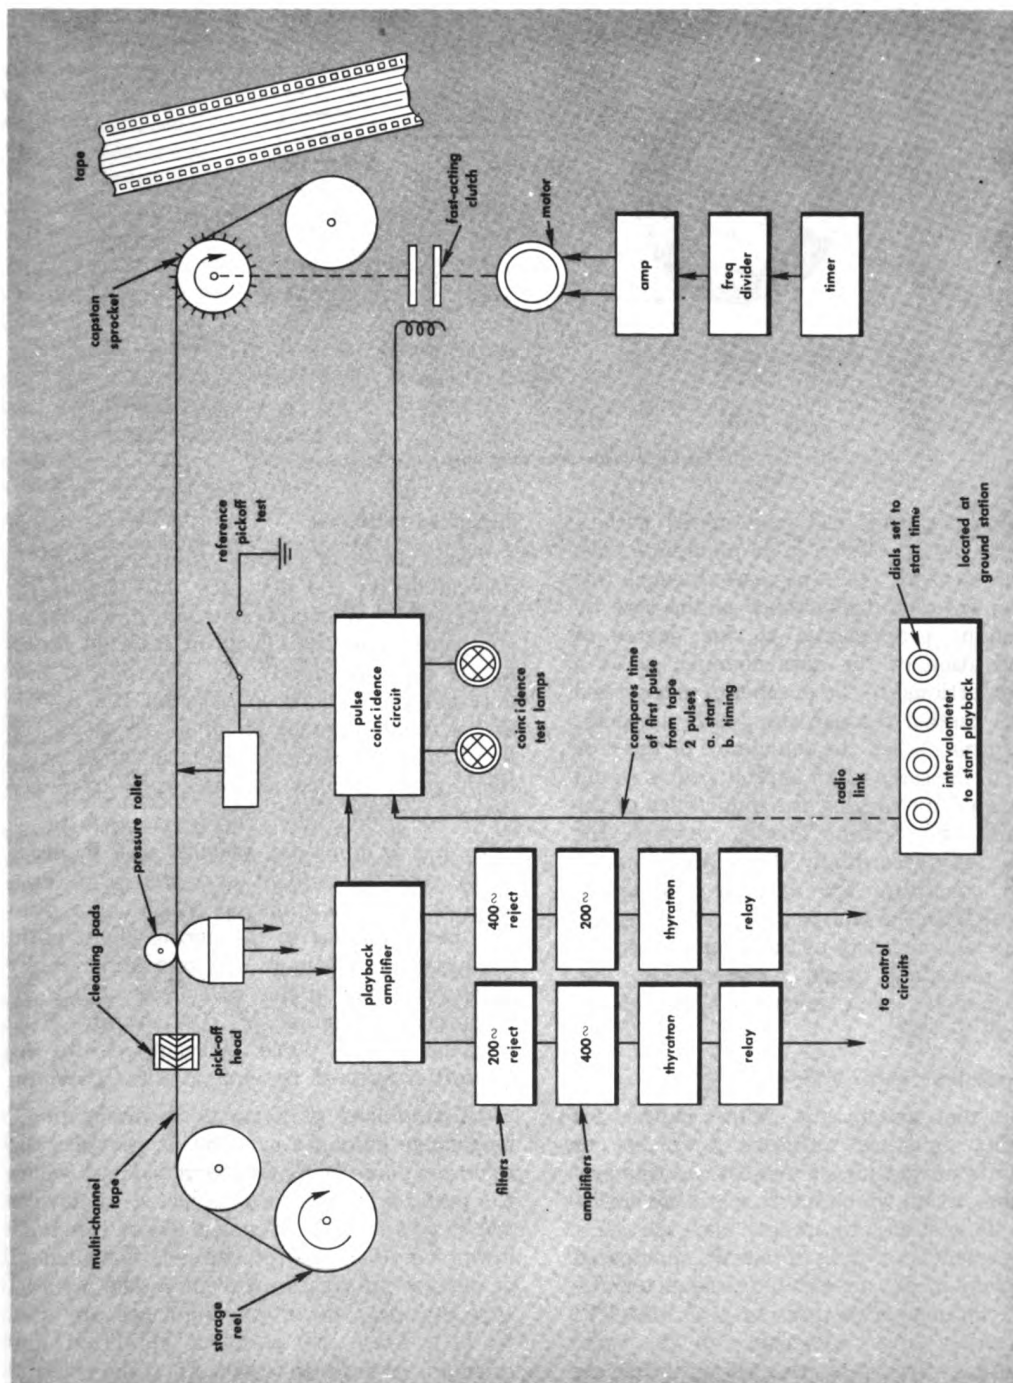 tape
capstan
sprocket
fast-acting
clutch
motor
amp
freq
divider
timer
reference
pickoff
test
pressure roller
cleaning pads
pick-off
head
multi-channel
tape
storage
reel
pulse
coincidence
circuit
coincidence
test lamps
playback
amplifier
compares time
of first pulse
from tape
2 pulses
a. start
b. timing
radio
link
dials set to
start time
located at
ground station
intervalometer
to start playback
filters
200~
reject
400~
reject
amplifiers
400~
200~
thyratron
thyratron
relay
relay
to control
circuits